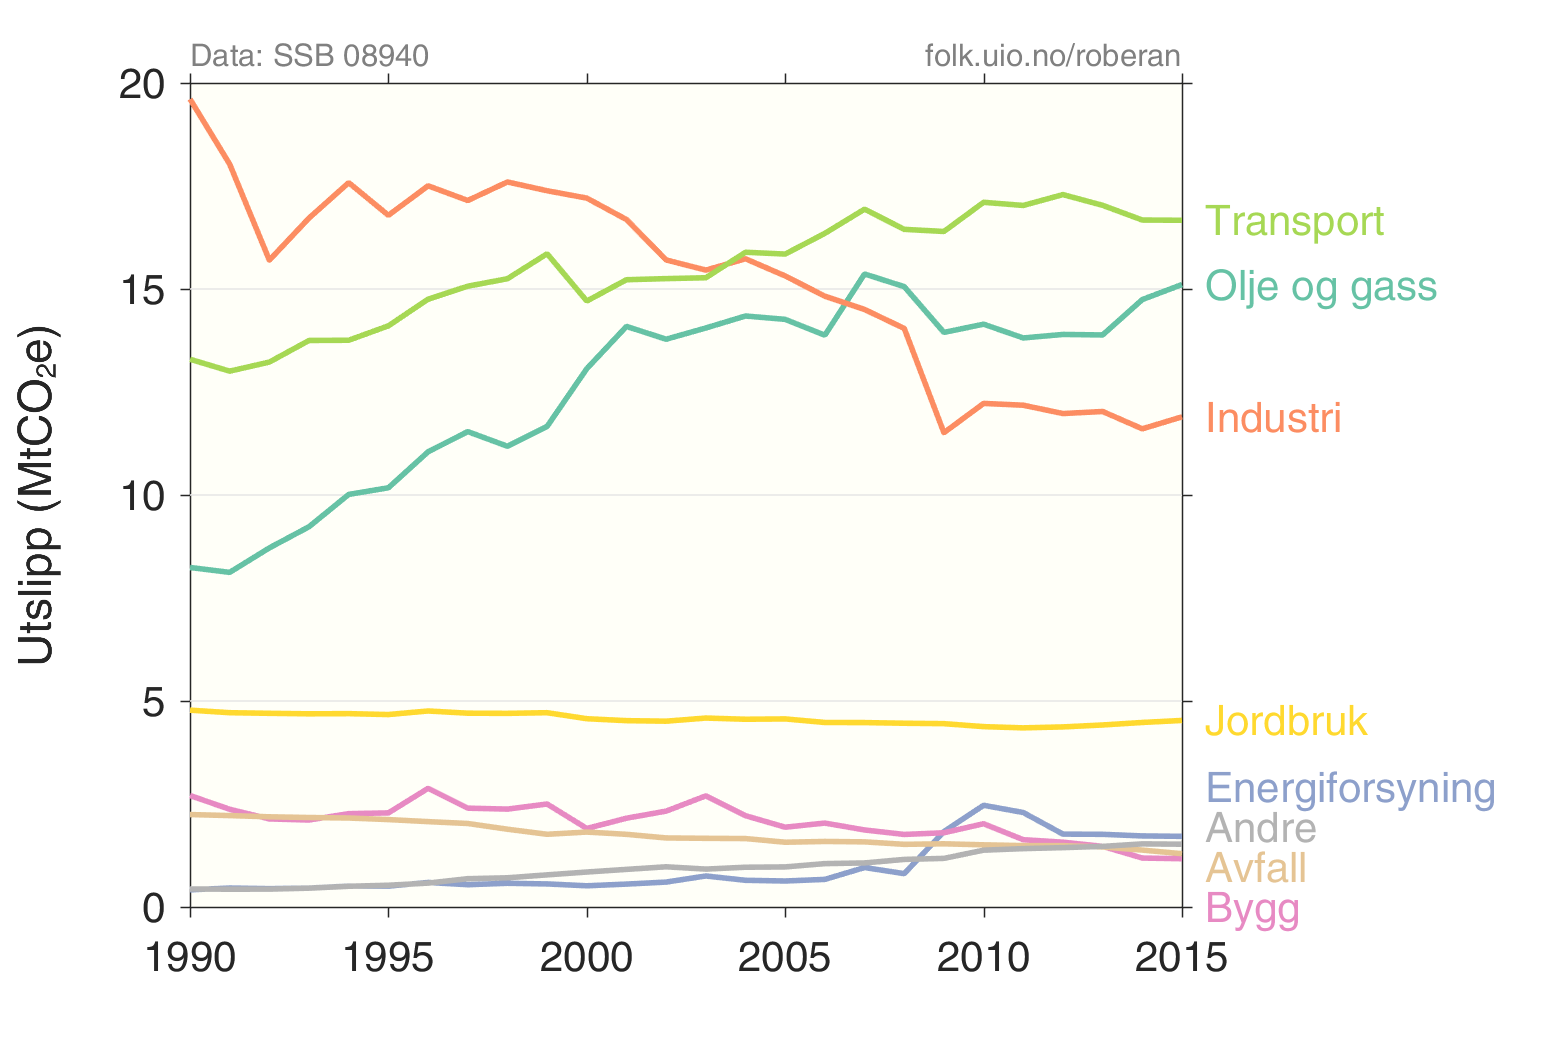 Data: SSB 08940
folk.uio.no/roberan
20
15
10
5
0
Utslipp (MtCO₂e)
1990
1995
2000
2005
2010
2015
Transport
Olje og gass
Industri
Jordbruk
Energiforsyning
Andre
Avfall
Bygg